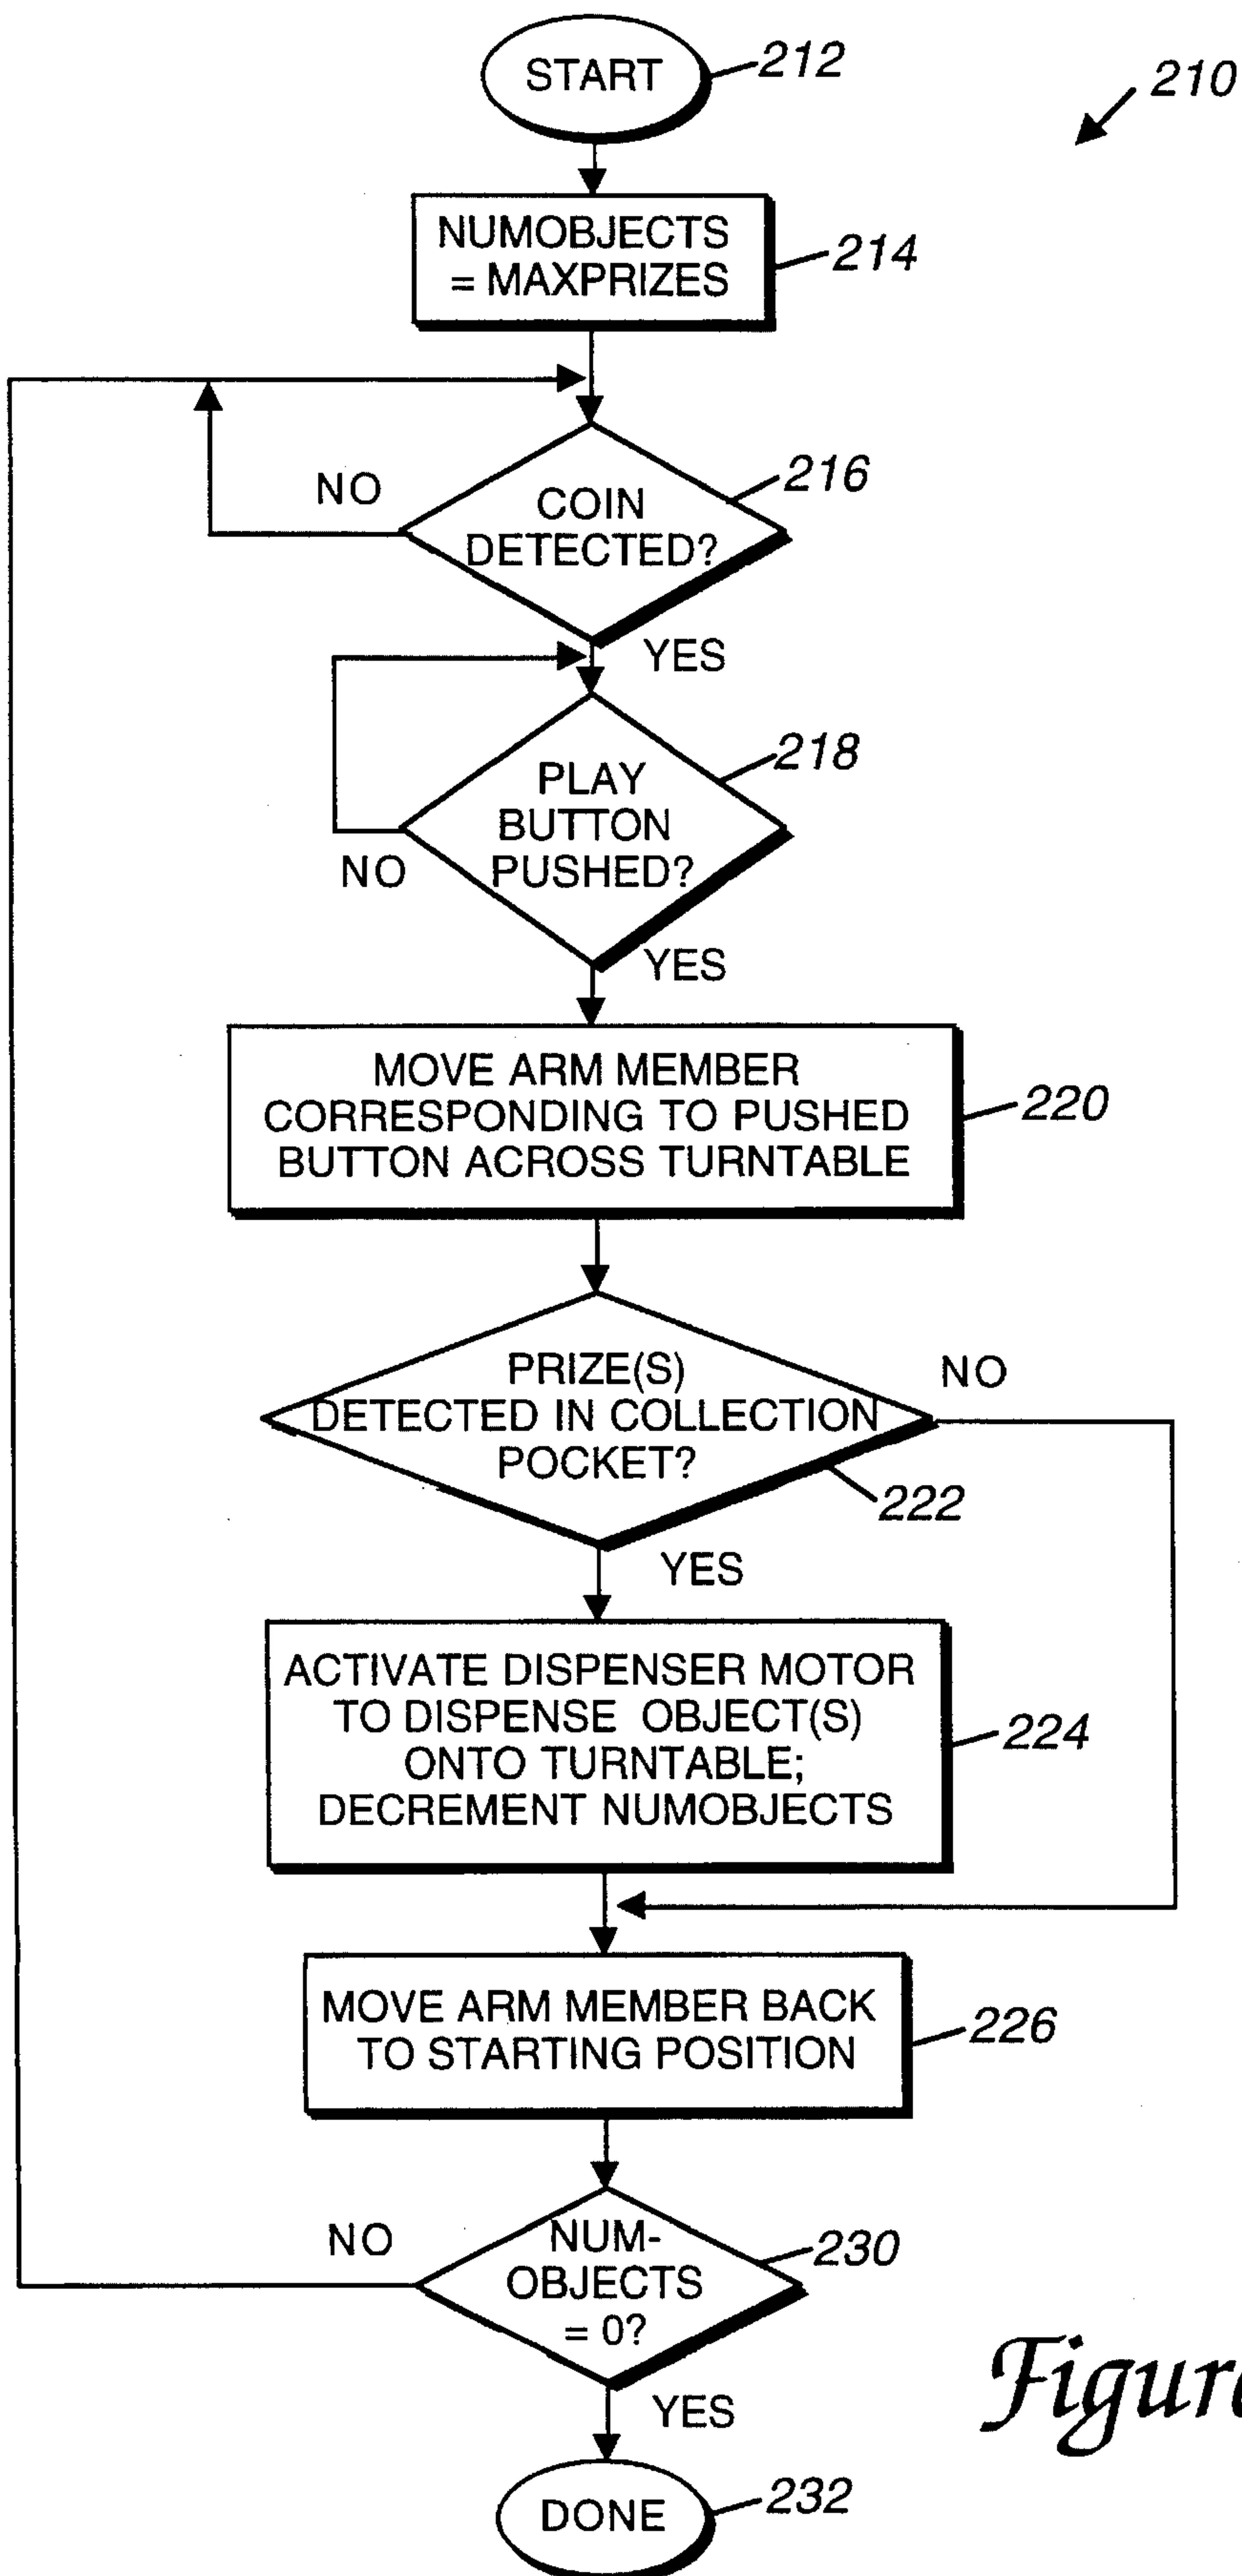 START
212
210
NUMOBJECTS
= MAXPRIZES
214
NO
COIN
DETECTED?
216
YES
PLAY
BUTTON
PUSHED?
218
NO
YES
MOVE ARM MEMBER
CORRESPONDING TO PUSHED
BUTTON ACROSS TURNTABLE
220
PRIZE(S)
DETECTED IN COLLECTION
POCKET?
NO
222
YES
ACTIVATE DISPENSER MOTOR
TO DISPENSE OBJECT(S)
ONTO TURNTABLE;
DECREMENT NUMOBJECTS
224
MOVE ARM MEMBER BACK
TO STARTING POSITION
226
NO
NUM-
OBJECTS
= 0?
230
YES
DONE
232